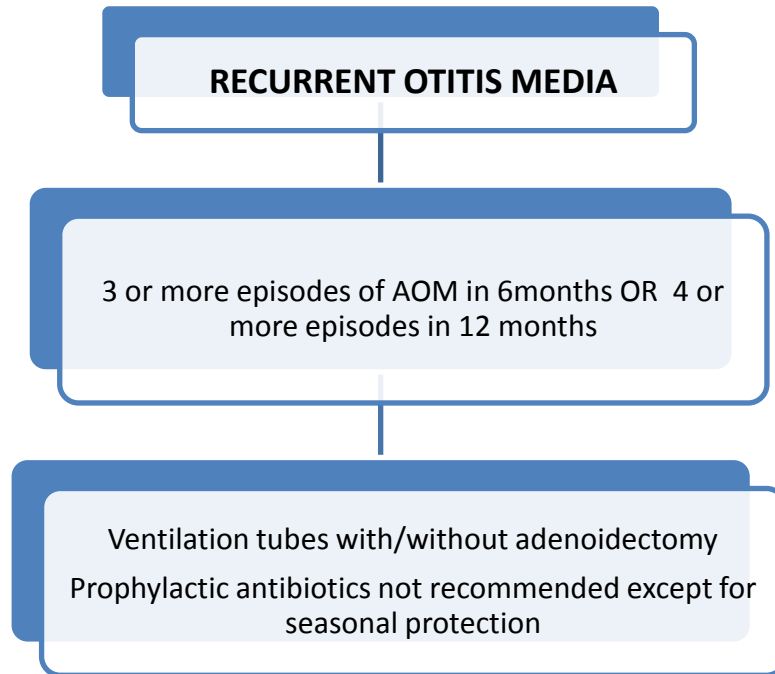 RECURRENT OTITIS MEDIA
3 or more episodes of AOM in 6months OR 4 or
more episodes in 12 months
Ventilation tubes with/without adenoidectomy
Prophylactic antibiotics not recommended except for
seasonal protection